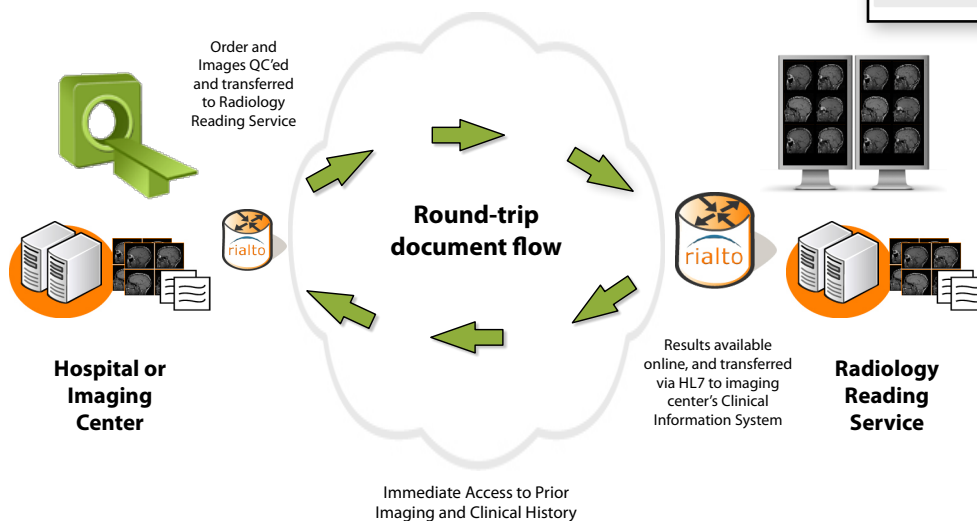 Order and
Images QC'ed
and transferred
to Radiology
Reading Service
Round-trip
document flow
rialto
rialto
Hospital or
Imaging
Center
Results available
online, and transferred
via HL7 to imaging
center's Clinical
Information System
Radiology
Reading
Service
Immediate Access to Prior
Imaging and Clinical History